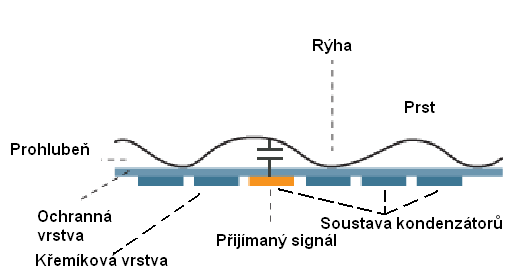 Rýha
Prst
Prohlubeň
Ochranná
vrstva
Soustava kondenzátorů
Přijímaný signál
Křemíková vrstva